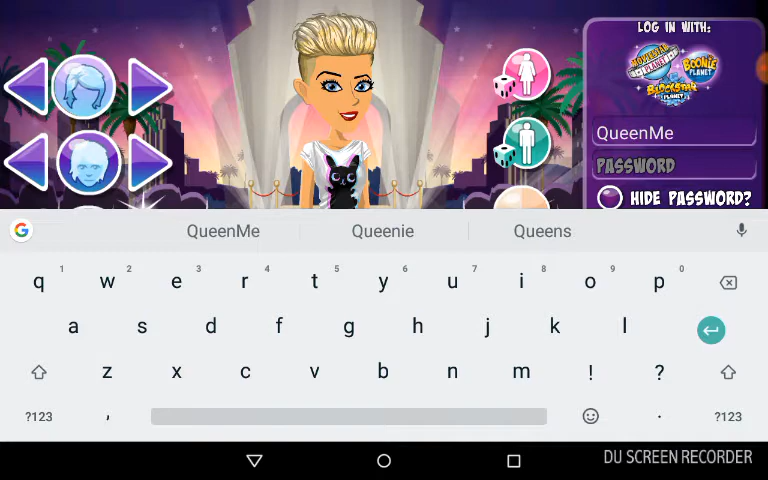 LOG IN WITH:
MOVIESTAR PLANET
BOONIE PLANET
BLOCKSTAR PLANET
QueenMe
PASSWORD
HIDE PASSWORD?
QueenMe Queenie Queens
1 2 3 4 5 6 7 8 9 0
q w e r t y u i o p
a s d f g h j k l
z x c v b n m ! ?
?123 , . ?123
DU SCREEN RECORDER